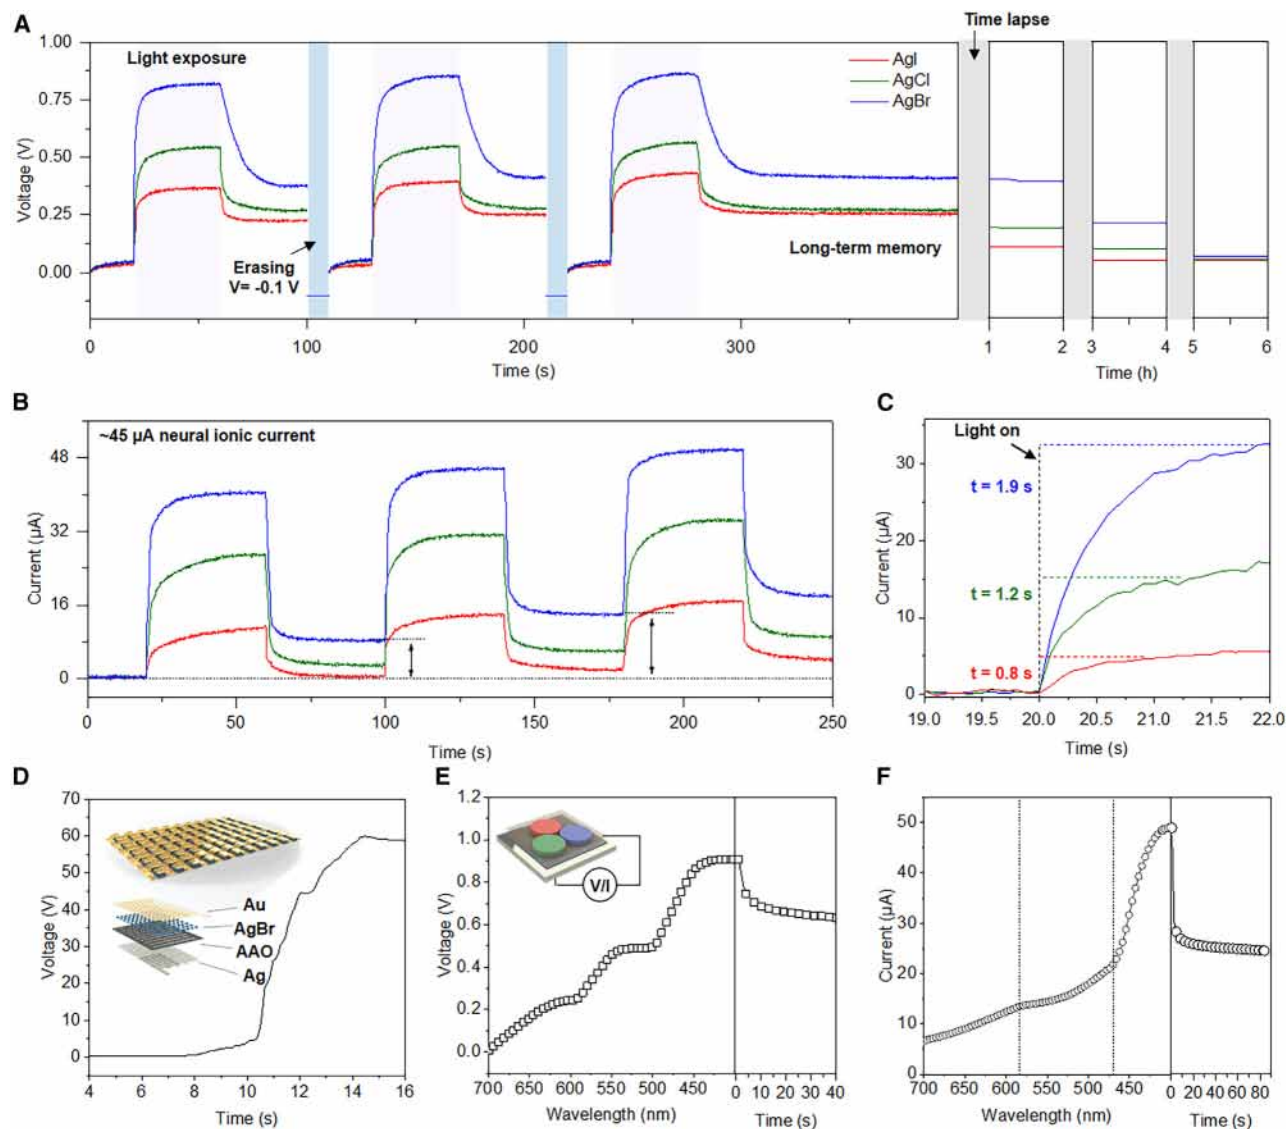 A
Time lapse
1.00
0.75
0.50
0.25
0.00
Voltage (V)
Light exposure
AgI
AgCl
AgBr
Erasing
V= -0.1 V
Long-term memory
0 100 200 300
Time (s)
1 2 3 4 5 6
Time (h)
B
~45 µA neural ionic current
48
32
16
0
Current (µA)
0 50 100 150 200 250
Time (s)
C
Light on
30
20
10
0
Current (µA)
t = 1.9 s
t = 1.2 s
t = 0.8 s
19.0 19.5 20.0 20.5 21.0 21.5 22.0
Time (s)
D
70
60
50
40
30
20
10
0
Voltage (V)
Au
AgBr
AAO
Ag
4 6 8 10 12 14 16
Time (s)
E
1.2
1.0
0.8
0.6
0.4
0.2
0.0
Voltage (V)
V/I
700 650 600 550 500 450 0 10 20 30 40
Wavelength (nm) Time (s)
F
50
40
30
20
10
0
Current (µA)
700 650 600 550 500 450 0 20 40 60 80
Wavelength (nm) Time (s)